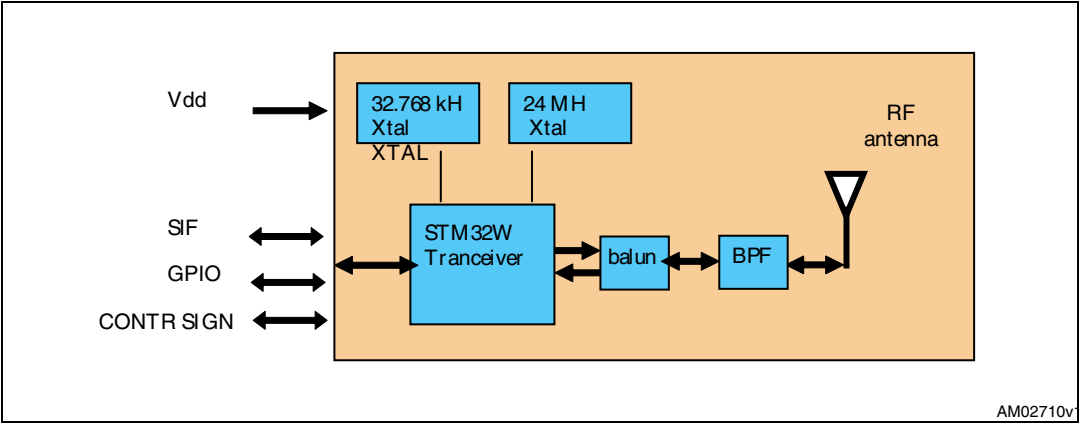 Vdd
32.768 kH
Xtal
XTAL
24 MH
Xtal
RF
antenna
SIF
GPIO
CONTR SIGN
STM32W
Tranceiver
balun
BPF
AM02710v1